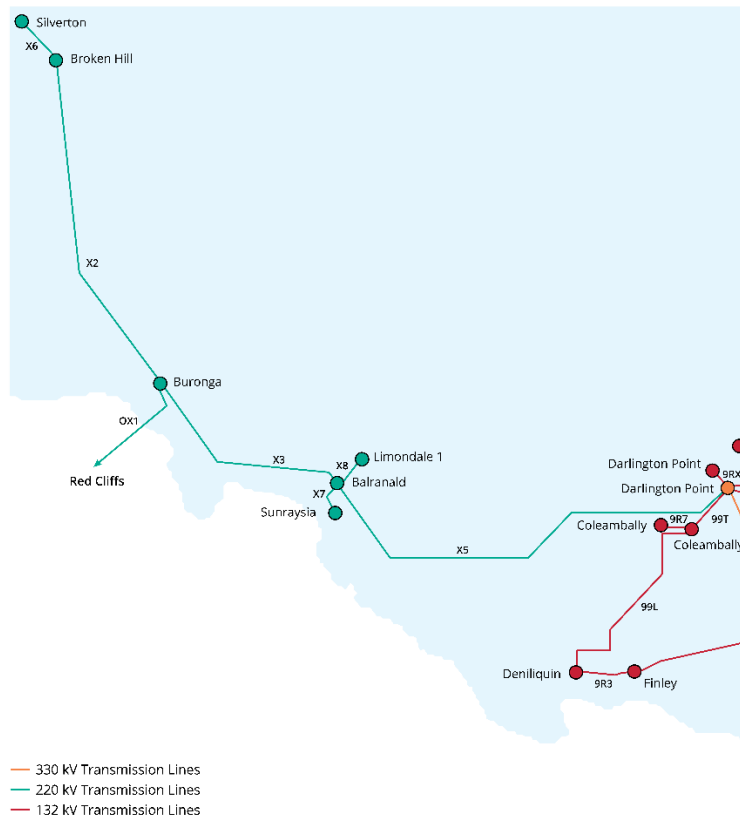 Silverton
X6
Broken Hill
X2
Buronga
OX1
Red Cliffs
X3
X8
Limondale 1
X7
Balranald
Sunraysia
X5
Darlington Point
9RX
Darlington Point
9R7
99T
Coleambally
Coleambally
99L
Deniliquin
9R3
Finley
330 kV Transmission Lines
220 kV Transmission Lines
132 kV Transmission Lines